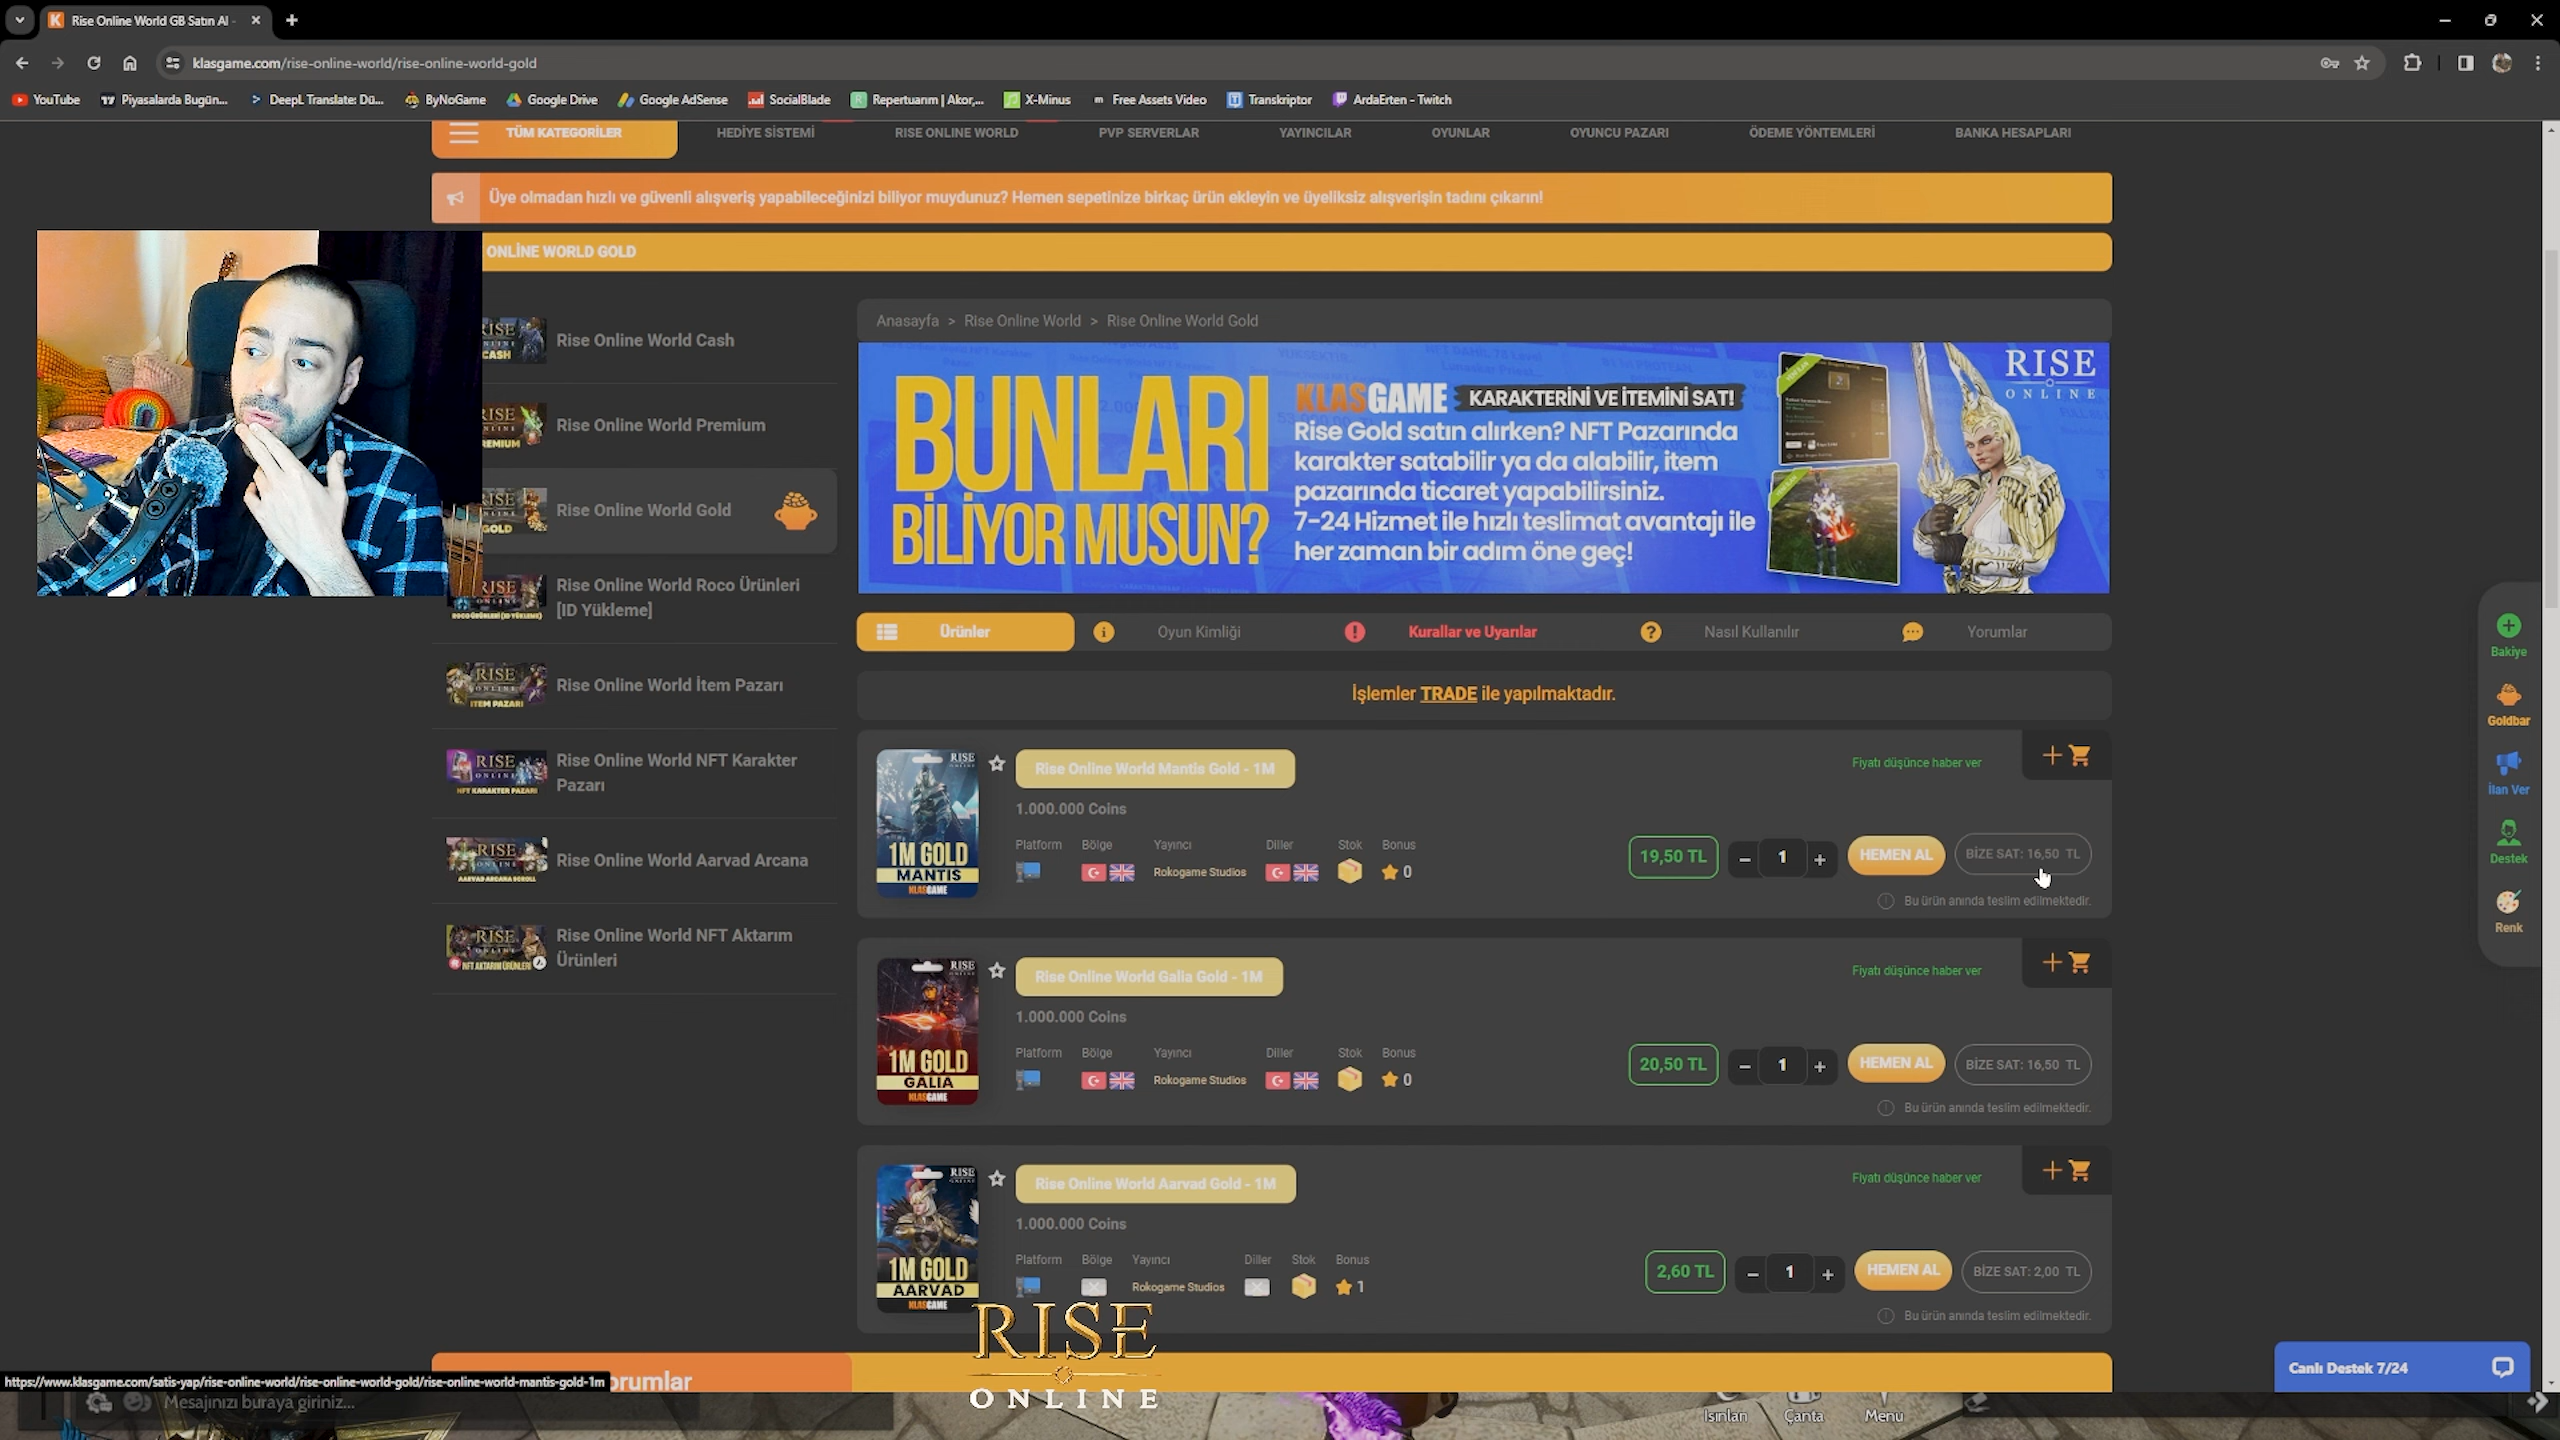 Rise Online World GB Satın Al -
klasgame.com/rise-online-world/rise-online-world-gold
YouTube
Piyasalarda Bugün...
DeepL Translate: Dü...
ByNoGame
Google Drive
Google AdSense
SocialBlade
Repertuarım | Akor,...
X-Minus
Free Assets Video
Transkriptor
ArdaErten - Twitch
TÜM KATEGORİLER
HEDİYE SİSTEMİ
RISE ONLINE WORLD
PVP SERVERLAR
YAYINCILAR
OYUNLAR
OYUNCU PAZARI
ÖDEME YÖNTEMLERİ
BANKA HESAPLARI
Üye olmadan hızlı ve güvenli alışveriş yapabileceğinizi biliyor muydunuz? Hemen sepetinize birkaç ürün ekleyin ve üyeliksiz alışverişin tadını çıkarın!
ONLİNE WORLD GOLD
Rise Online World Cash
Rise Online World Premium
Rise Online World Gold
Rise Online World Roco Ürünleri
[ID Yükleme]
Rise Online World İtem Pazarı
Rise Online World NFT Karakter
Pazarı
Rise Online World Aarvad Arcana
Rise Online World NFT Aktarım
Ürünleri
Anasayfa > Rise Online World > Rise Online World Gold
BUNLARI
BİLİYOR MUSUN?
KLASGAME KARAKTERİNİ VE İTEMİNİ SAT!
Rise Gold satın alırken? NFT Pazarında
karakter satabilir ya da alabilir, item
pazarında ticaret yapabilirsiniz.
7-24 Hizmet ile hızlı teslimat avantajı ile
her zaman bir adım öne geç!
RISE
ONLINE
Ürünler
Oyun Kimliği
Kurallar ve Uyarılar
Nasıl Kullanılır
Yorumlar
İşlemler TRADE ile yapılmaktadır.
RISE
1M GOLD
MANTIS
KLASGAME
Rise Online World Mantis Gold - 1M
1.000.000 Coins
Platform Bölge Yayıncı Diller Stok Bonus
Rokogame Studios 0
Fiyatı düşünce haber ver
19,50 TL - 1 + HEMEN AL BİZE SAT: 16,50 TL
Bu ürün anında teslim edilmektedir.
RISE
1M GOLD
GALIA
KLASGAME
Rise Online World Galia Gold - 1M
1.000.000 Coins
Platform Bölge Yayıncı Diller Stok Bonus
Rokogame Studios 0
Fiyatı düşünce haber ver
20,50 TL - 1 + HEMEN AL BİZE SAT: 16,50 TL
Bu ürün anında teslim edilmektedir.
RISE
1M GOLD
AARVAD
KLASGAME
Rise Online World Aarvad Gold - 1M
1.000.000 Coins
Platform Bölge Yayıncı Diller Stok Bonus
Rokogame Studios 1
Fiyatı düşünce haber ver
2,60 TL - 1 + HEMEN AL BİZE SAT: 2,00 TL
Bu ürün anında teslim edilmektedir.
Bakiye
Goldbar
İlan Ver
Destek
Renk
RISE
ONLINE
Canlı Destek 7/24
https://www.klasgame.com/satis-yap/rise-online-world/rise-online-world-gold/rise-online-world-mantis-gold-1m
orumlar
Mesajınızı buraya giriniz...
Isınlan
Çanta
Menu